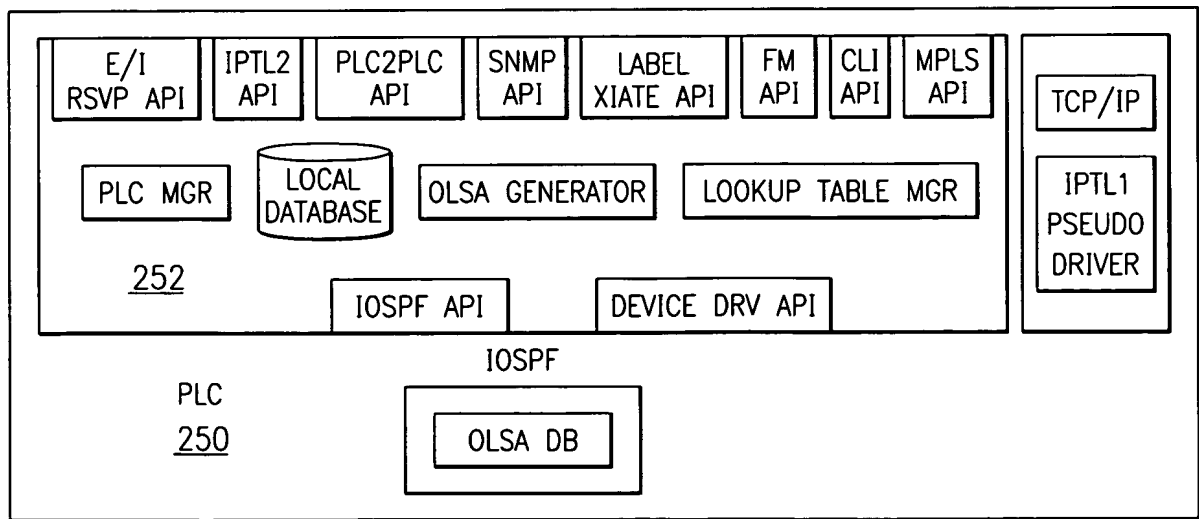 E/I
RSVP API
IPTL2
API
PLC2PLC
API
SNMP
API
LABEL
XIATE API
FM
API
CLI
API
MPLS
API
TCP/IP
PLC MGR
LOCAL
DATABASE
OLSA GENERATOR
LOOKUP TABLE MGR
IPTL1
PSEUDO
DRIVER
252
IOSPF API
DEVICE DRV API
IOSPF
PLC
250
OLSA DB